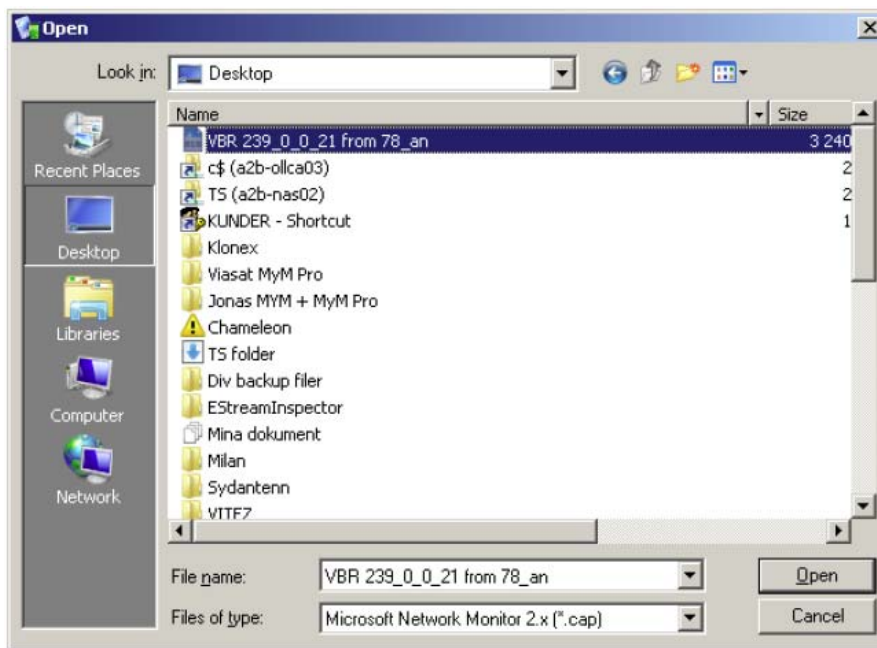 Open
Look in: Desktop
Name Size
Recent Places
Desktop
Libraries
Computer
Network
VBR 239_0_0_21 from 78_an 3 240
c$ (a2b-ollca03) 2
TS (a2b-nas02) 2
KUNDER - Shortcut 1
Klonex
Viasat MyM Pro
Jonas MYM + MyM Pro
Chameleon
TS folder
Div backup filer
EStreamInspector
Mina dokument
Milan
Sydantenn
VITEZ
File name: VBR 239_0_0_21 from 78_an Open
Files of type: Microsoft Network Monitor 2.x (*.cap) Cancel